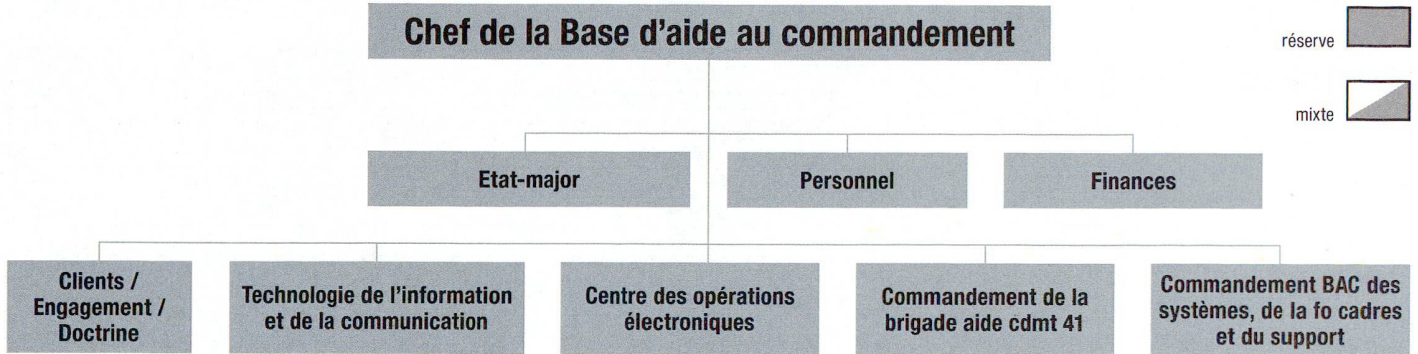 Chef de la Base d'aide au commandement
réserve
mixte
Etat-major
Personnel
Finances
Clients /
Engagement /
Doctrine
Technologie de l'information
et de la communication
Centre des opérations
électroniques
Commandement de la
brigade aide cdmt 41
Commandement BAC des
systèmes, de la fo cadres
et du support